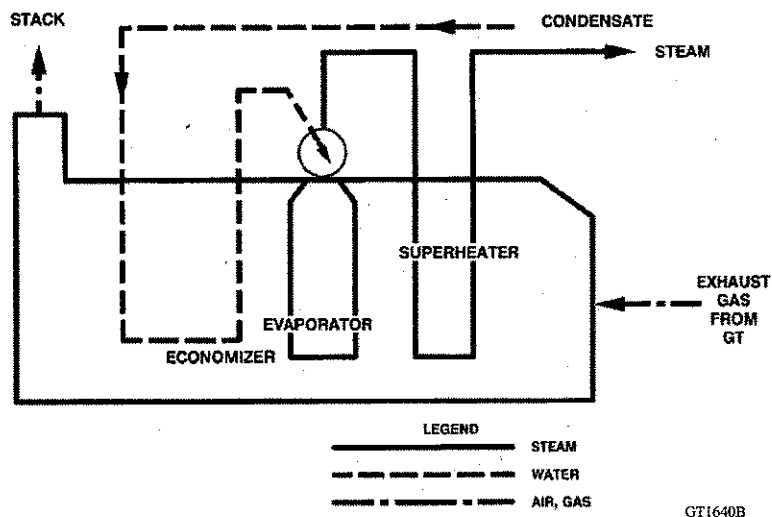 STACK
CONDENSATE
STEAM
SUPERHEATER
EXHAUST
GAS
FROM
GT
EVAPORATOR
ECONOMIZER
LEGEND
STEAM
WATER
AIR, GAS
GT1640B